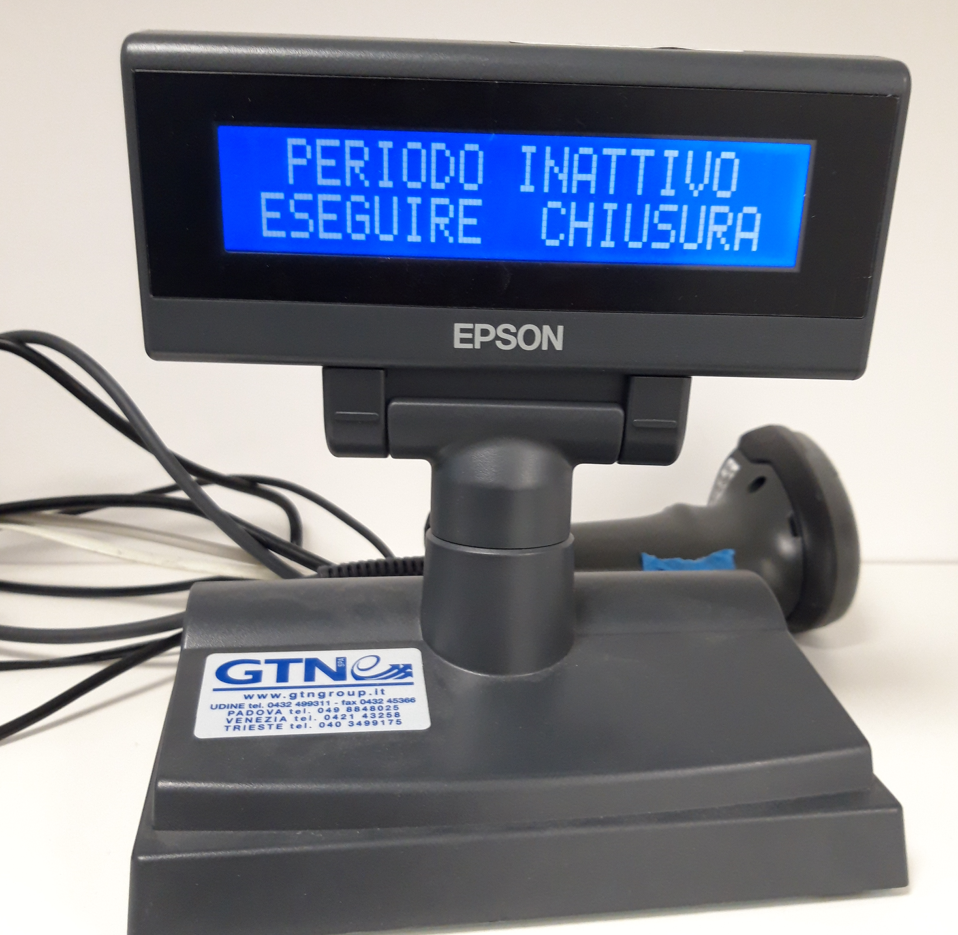 PERIODO INATTIVO
ESEGUIRE CHIUSURA
EPSON
GTN SPA
www.gtngroup.it
UDINE tel. 0432 499311 - fax 0432 45366
PADOVA tel. 049 8848025
VENEZIA tel. 0421 43258
TRIESTE tel. 040 3499175